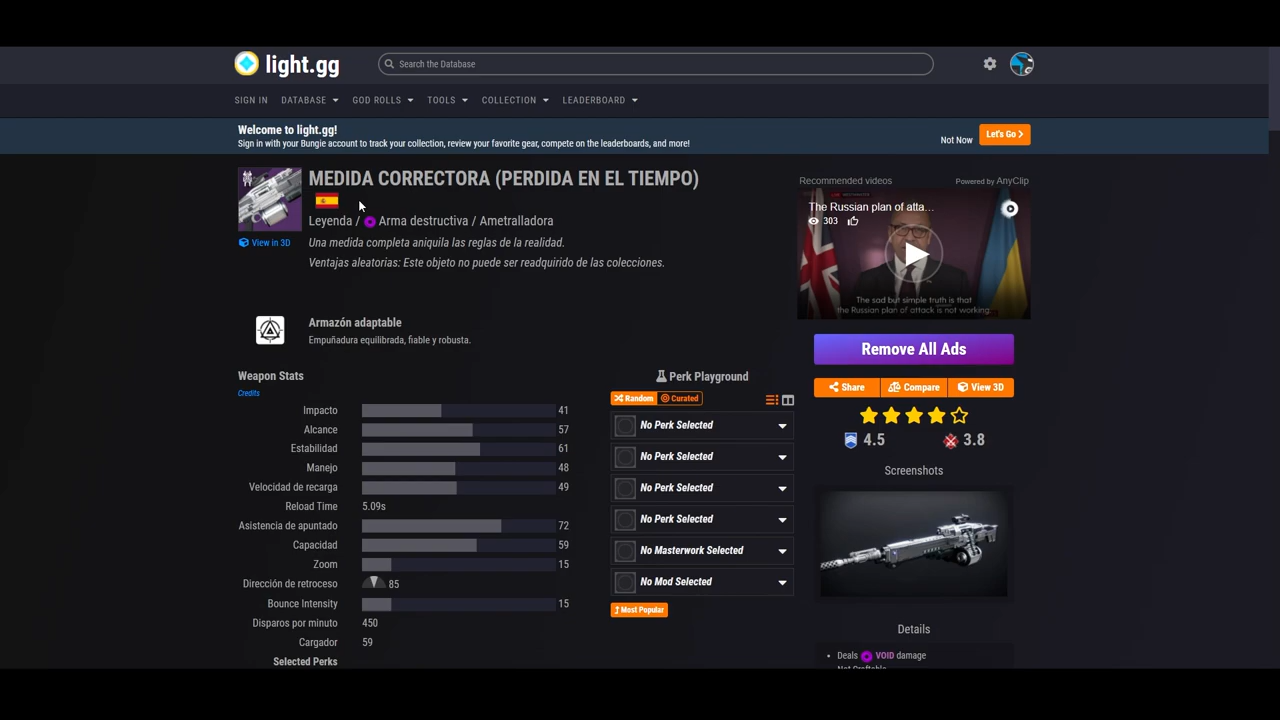 light.gg
Search the Database
SIGN IN DATABASE GOD ROLLS TOOLS COLLECTION LEADERBOARD
Welcome to light.gg!
Sign in with your Bungie account to track your collection, review your favorite gear, compete on the leaderboards, and more!
Not Now
Let's Go
MEDIDA CORRECTORA (PERDIDA EN EL TIEMPO)
Leyenda / Arma destructiva / Ametralladora
View in 3D
Una medida completa aniquila las reglas de la realidad.
Ventajas aleatorias: Este objeto no puede ser readquirido de las colecciones.
Armazón adaptable
Empuñadura equilibrada, fiable y robusta.
Weapon Stats
Credits
Impacto 41
Alcance 57
Estabilidad 61
Manejo 48
Velocidad de recarga 49
Reload Time 5.09s
Asistencia de apuntado 72
Capacidad 59
Zoom 15
Dirección de retroceso 85
Bounce Intensity 15
Disparos por minuto 450
Cargador 59
Selected Perks
Perk Playground
Random Curated
No Perk Selected
No Perk Selected
No Perk Selected
No Perk Selected
No Masterwork Selected
No Mod Selected
Most Popular
Recommended videos Powered by AnyClip
The Russian plan of atta...
303
The sad but simple truth is that
the Russian plan of attack is not working.
Remove All Ads
Share Compare View 3D
4.5 3.8
Screenshots
Details
Deals VOID damage
Not Craftable